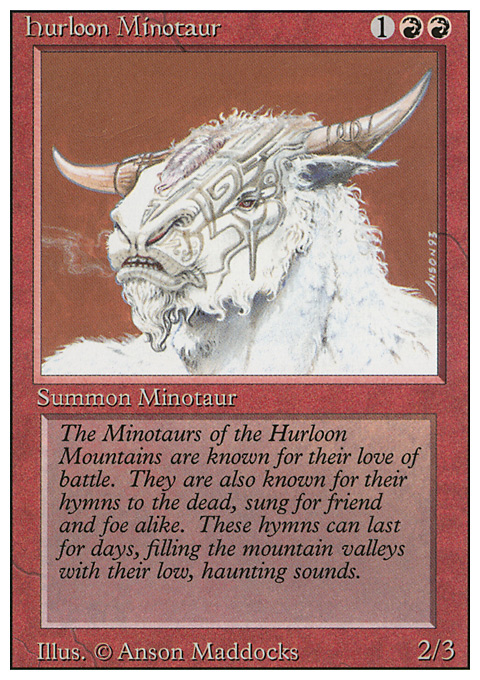 Hurloon Minotaur
1
ANSON93
Summon Minotaur
The Minotaurs of the Hurloon
Mountains are known for their love of
battle. They are also known for their
hymns to the dead, sung for friend
and foe alike. These hymns can last
for days, filling the mountain valleys
with their low, haunting sounds.
Illus. © Anson Maddocks
2/3